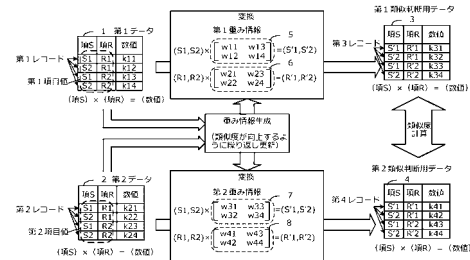 1 第1データ
項S 項R 数値
S1 R1 k11
S1 R2 k12
S2 R1 k13
S2 R2 k14
第1レコード
第1項目値
(項S) × (項R) = (数値)
変換
第1重み情報
5
(S1,S2)×[w11 w13 w12 w14]=(S'1,S'2)
6
(R1,R2)×[w21 w23 w22 w24]=(R'1,R'2)
第1類似判断用データ
3
項S 項R 数値
S'1 R'1 k31
S'1 R'2 k32
S'2 R'1 k33
S'2 R'2 k34
第3レコード
(項S) × (項R) = (数値)
重み情報生成
(類似度が向上するよ
うに繰り返し更新)
類似度
計算
2 第2データ
項S 項R 数値
S1 R1 k21
S1 R2 k22
S2 R1 k23
S2 R2 k24
第2レコード
第2項目値
(項S) × (項R) = (数値)
変換
第2重み情報
7
(S1,S2)×[w31 w33 w32 w34]=(S'1,S'2)
8
(R1,R2)×[w41 w43 w42 w44]=(R'1,R'2)
第2類似判断用データ
4
項S 項R 数値
S'1 R'1 k41
S'1 R'2 k42
S'2 R'1 k43
S'2 R'2 k44
第4レコード
(項S) × (項R) = (数値)